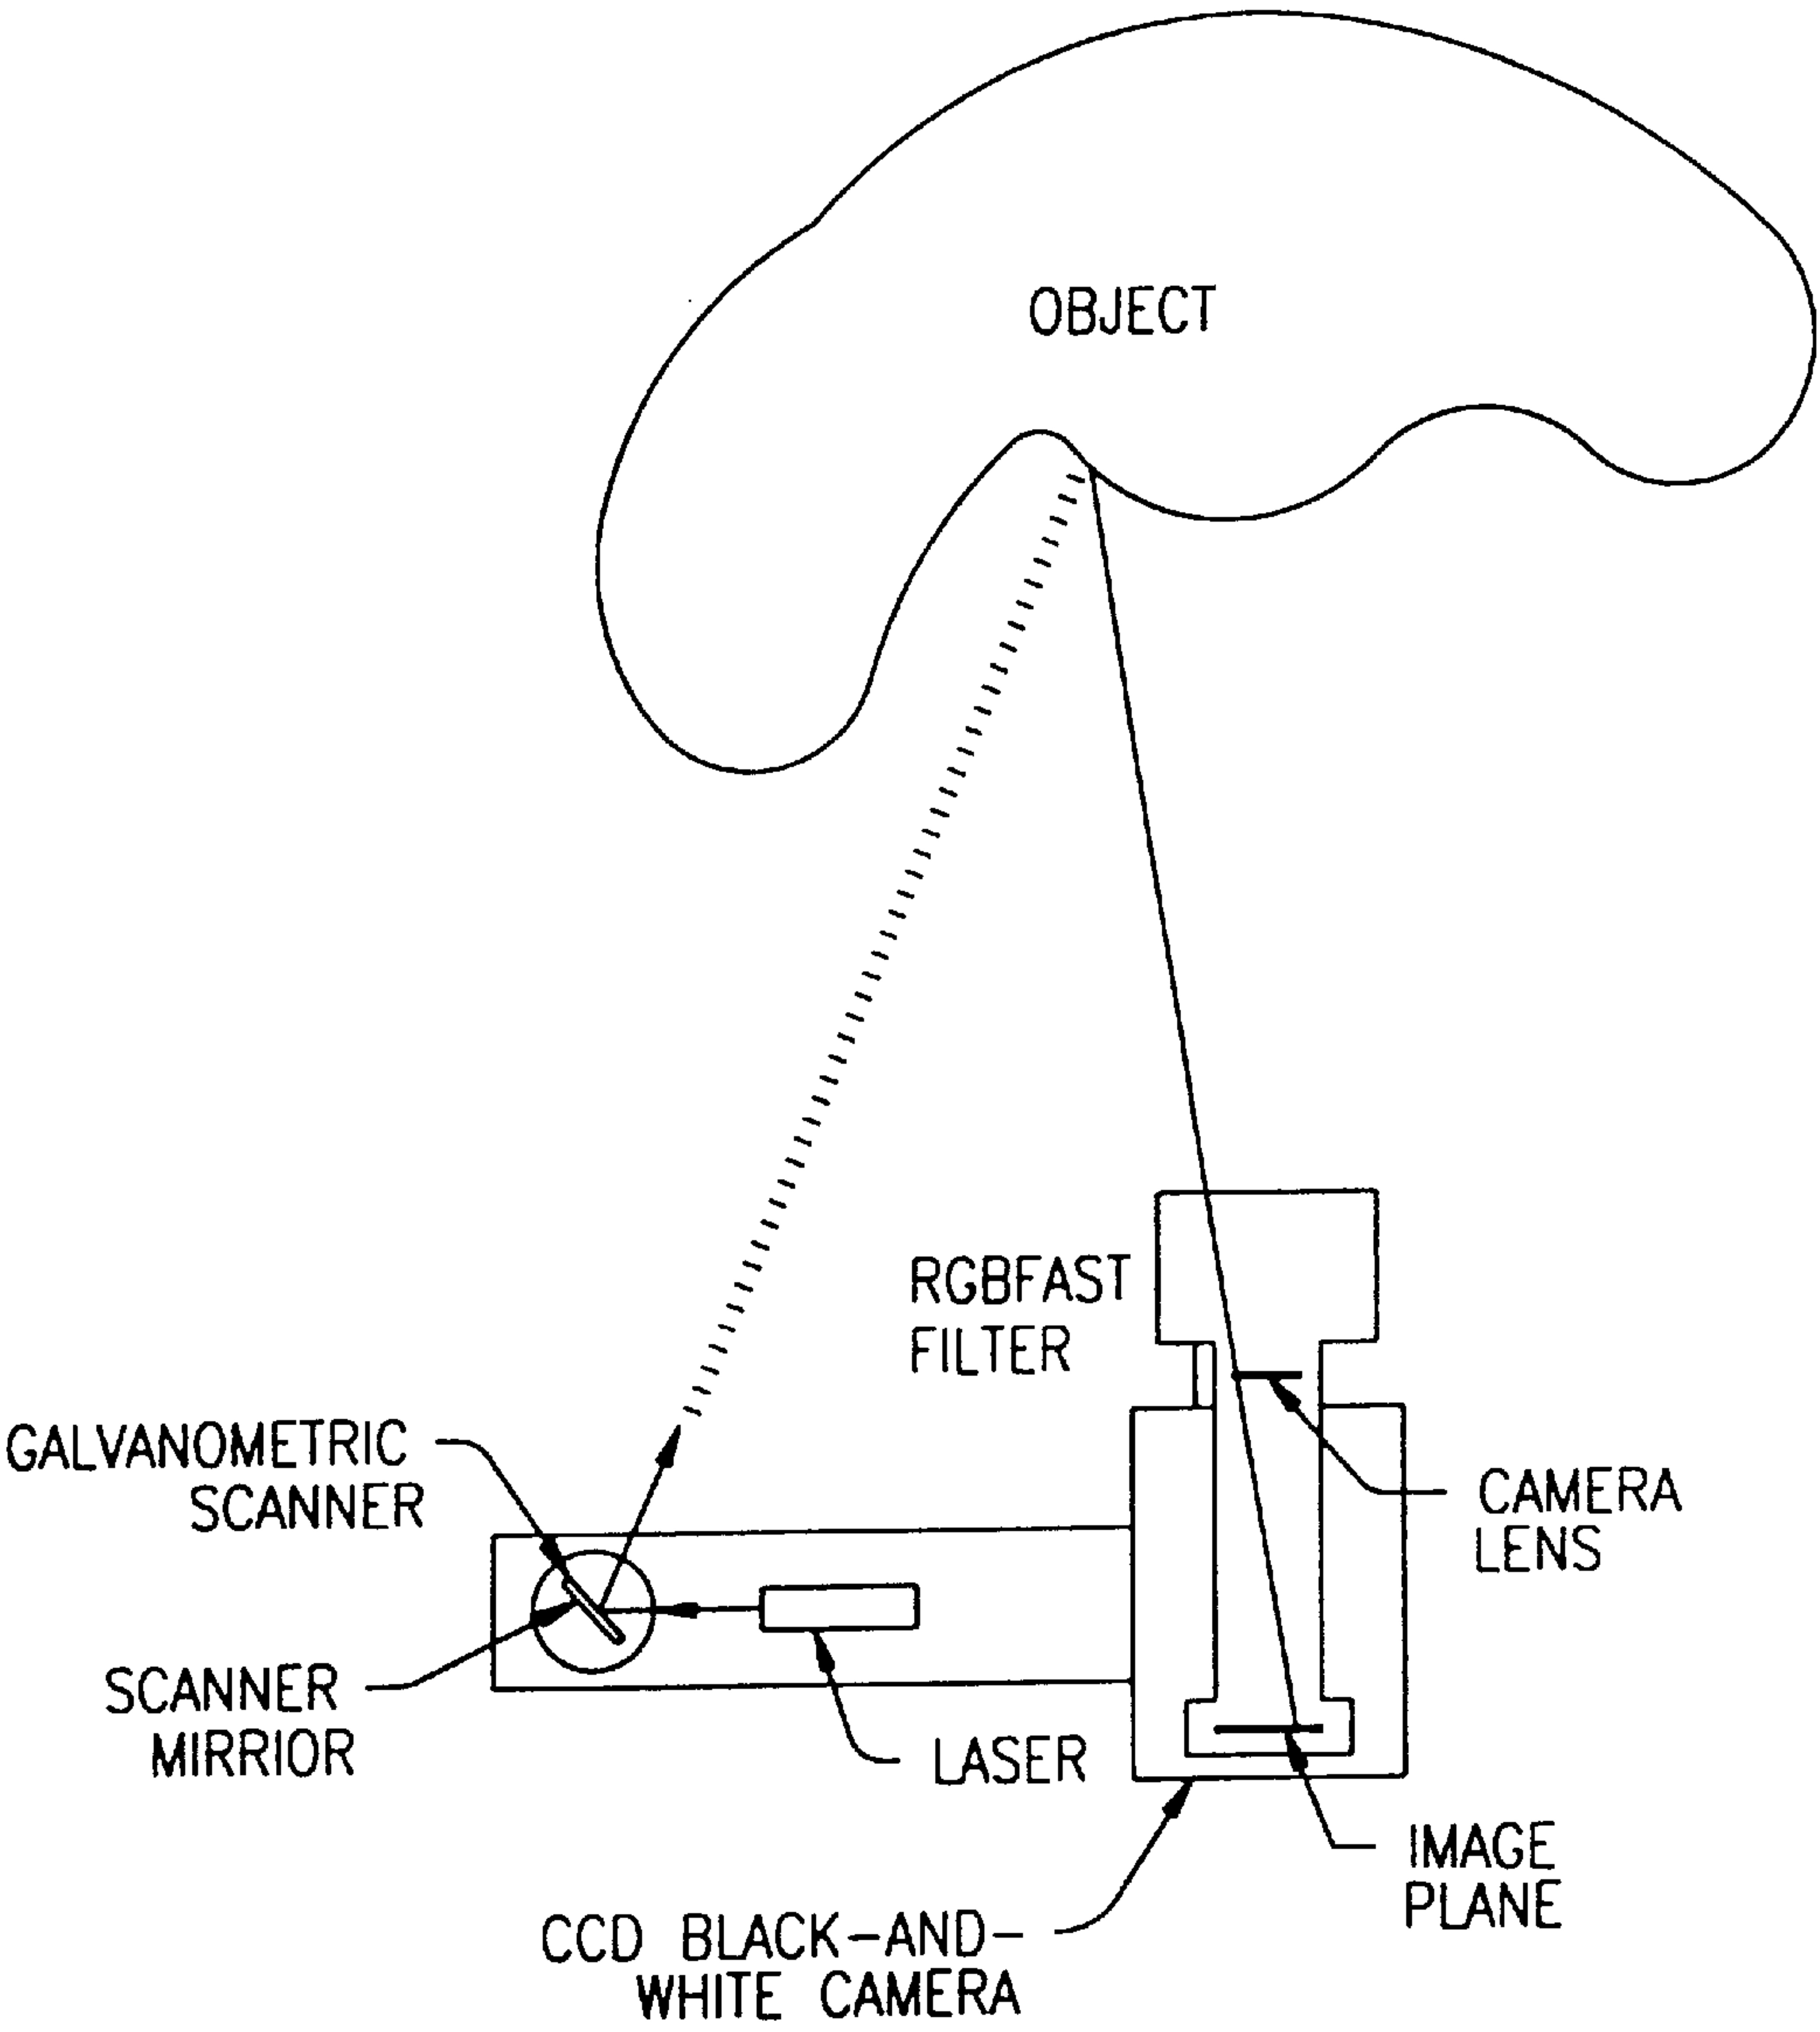 OBJECT
RGBFAST
FILTER
GALVANOMETRIC
SCANNER
CAMERA
LENS
SCANNER
MIRRIOR
LASER
IMAGE
PLANE
CCD BLACK-AND-
WHITE CAMERA